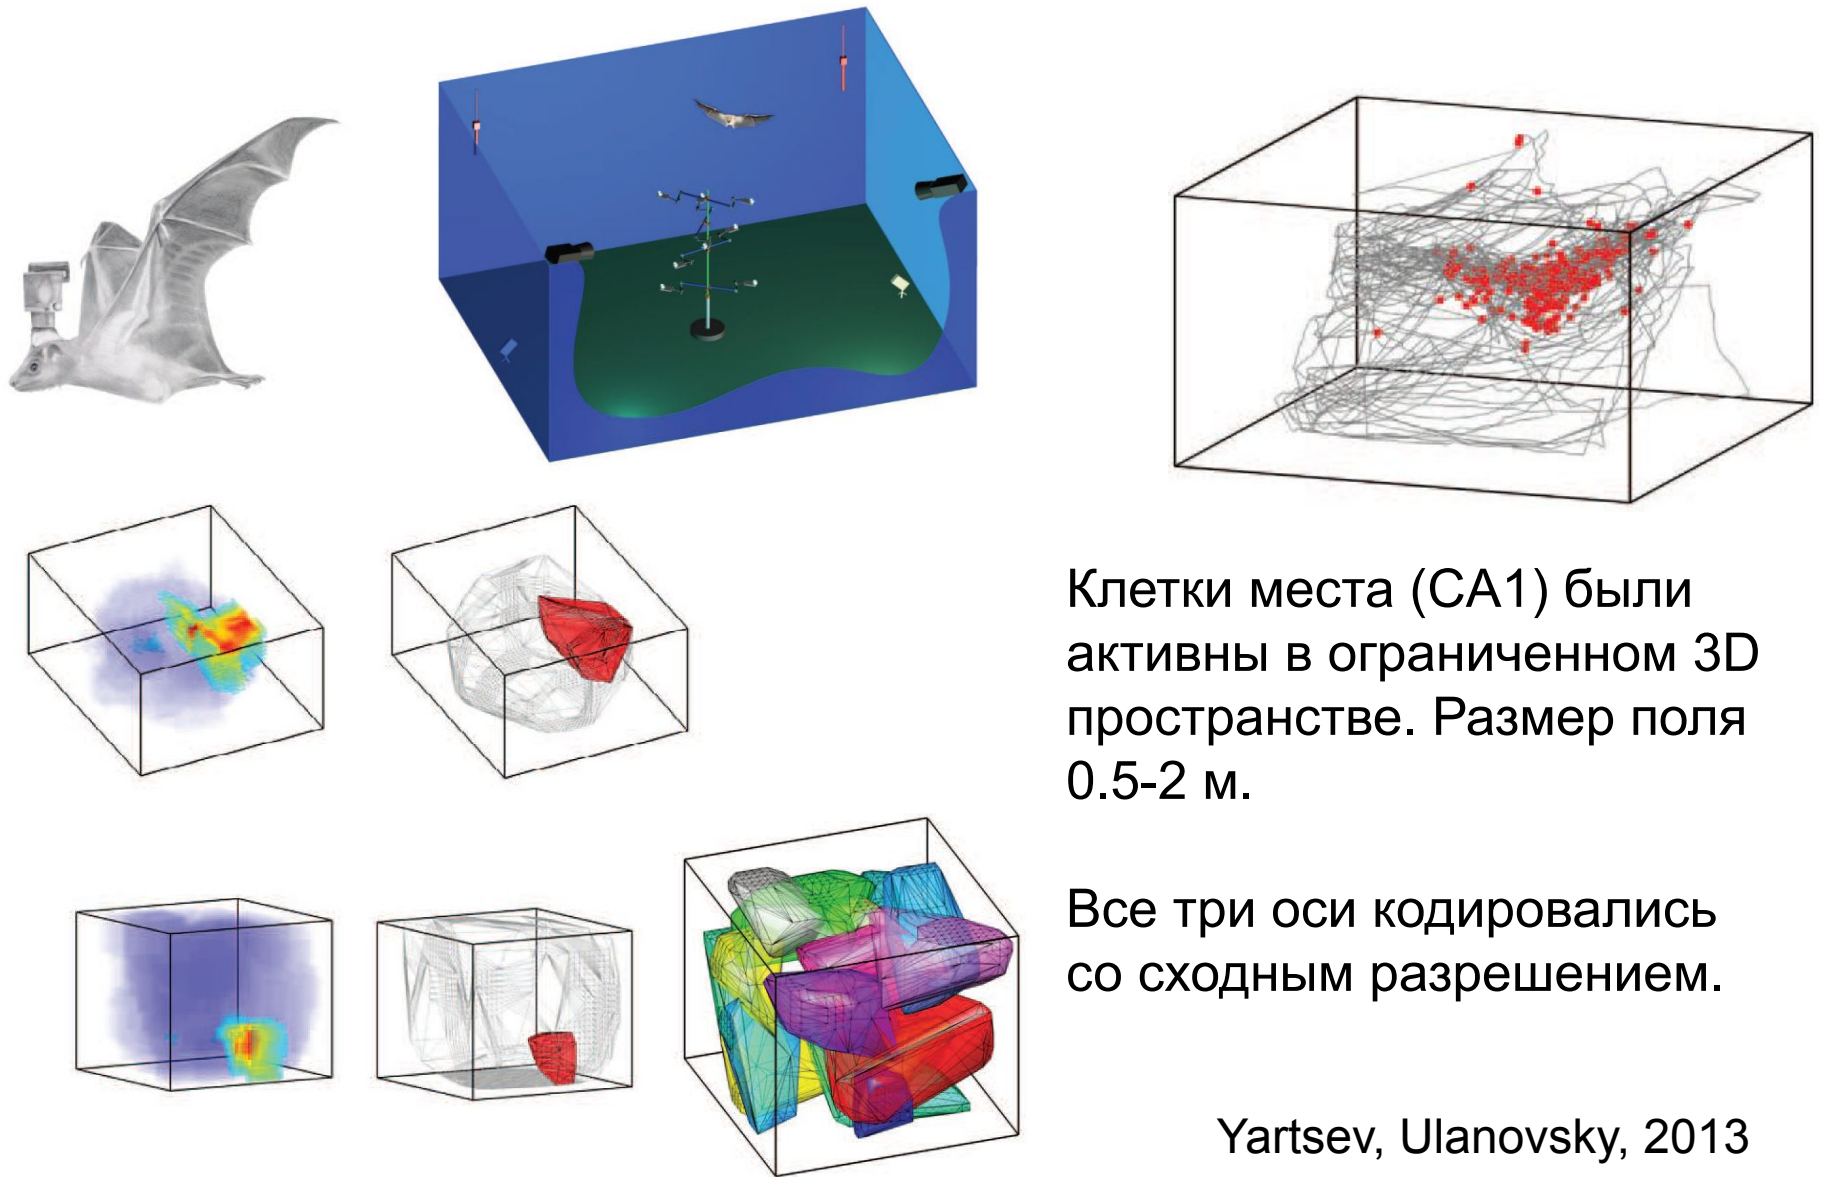 Клетки места (CA1) были
активны в ограниченном 3D
пространстве. Размер поля
0.5-2 м.
Все три оси кодировались
со сходным разрешением.
Yartsev, Ulanovsky, 2013